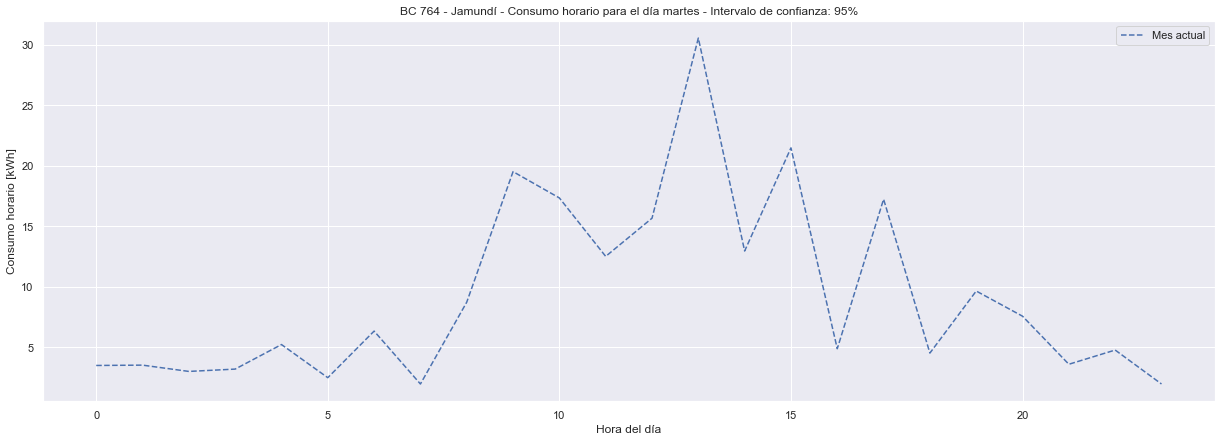 BC 764 - Jamundí - Consumo horario para el día martes - Intervalo de confianza: 95%
Mes actual
Consumo horario [kWh]
30
25
20
15
10
5
0 5 10 15 20
Hora del día